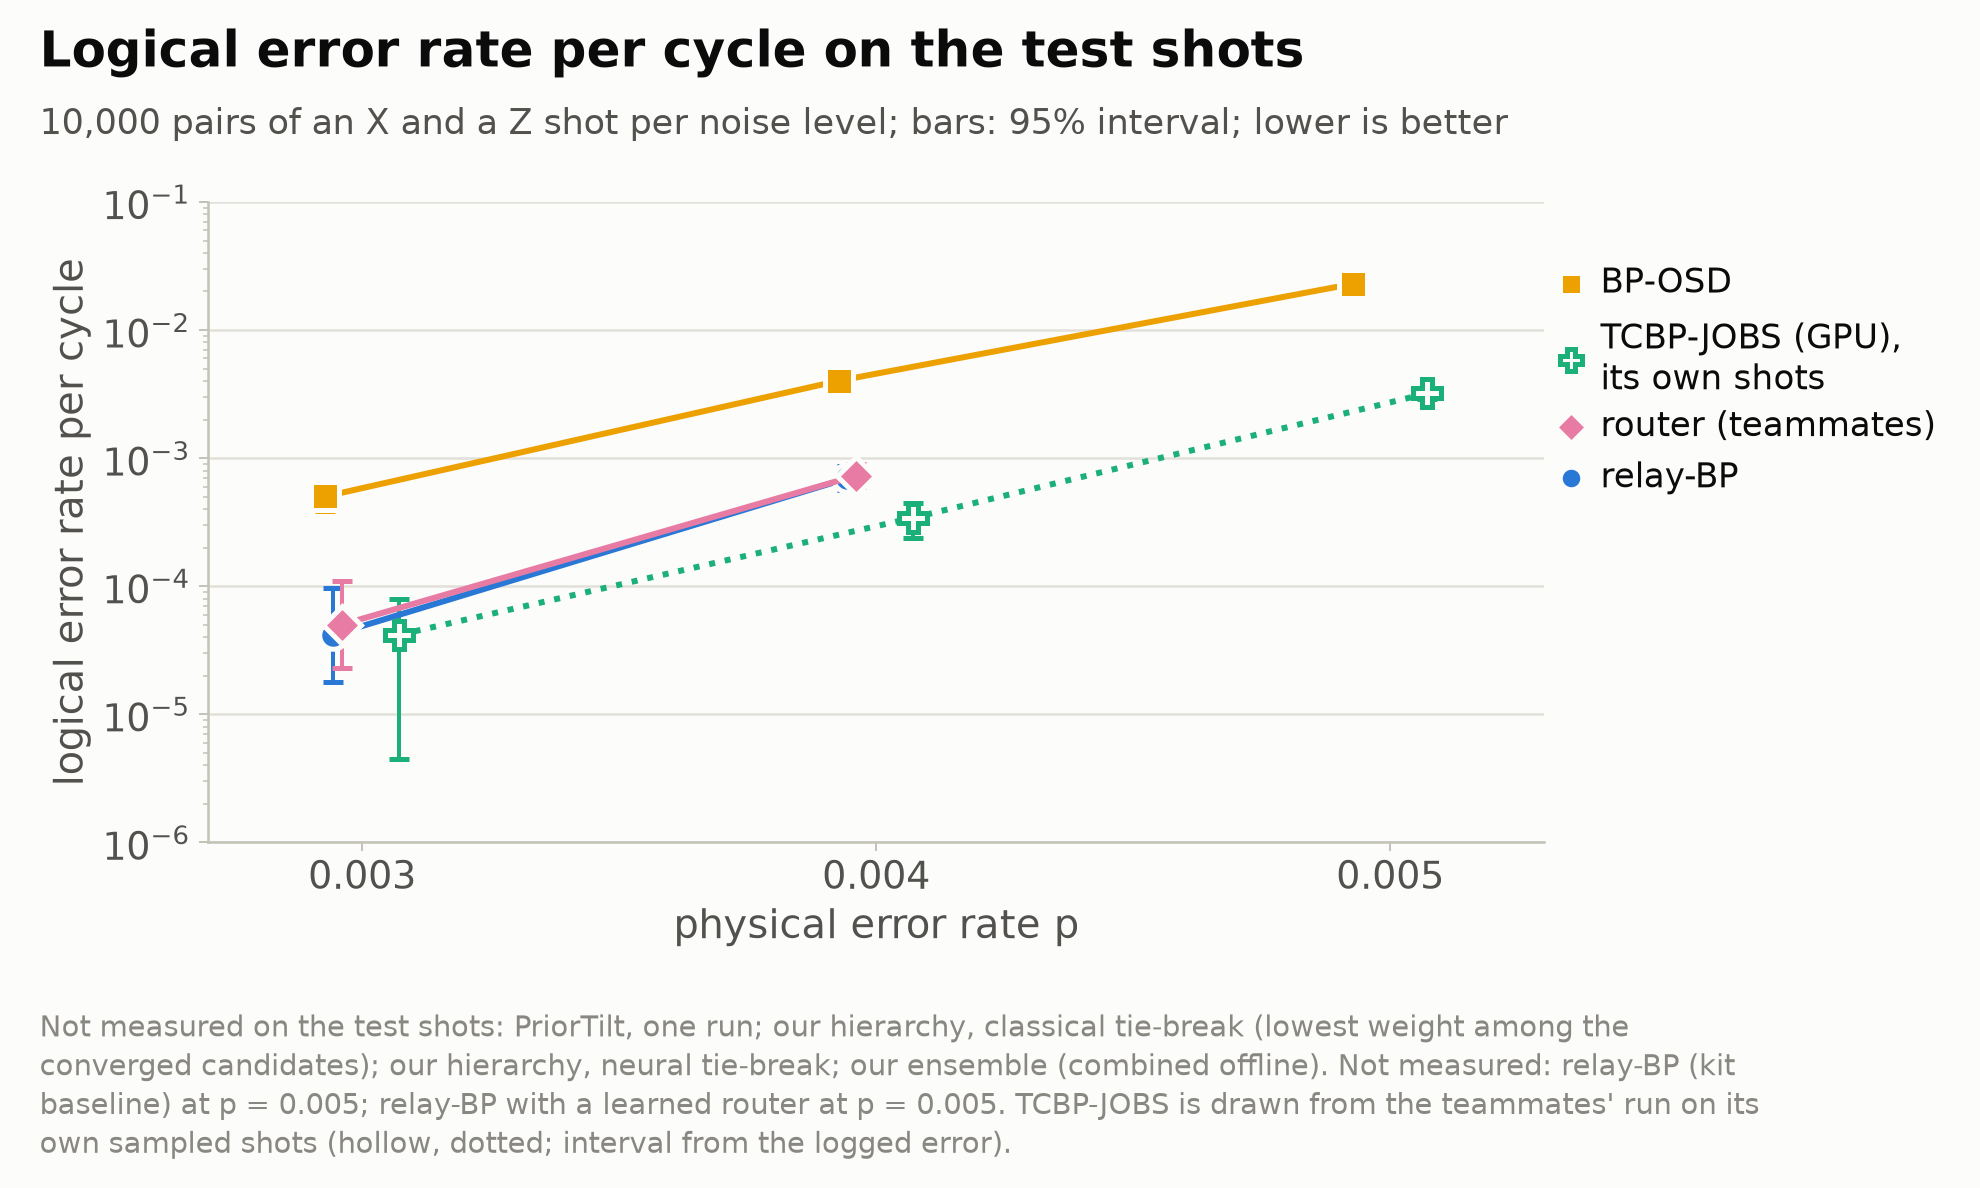 Logical error rate per cycle on the test shots
10,000 pairs of an X and a Z shot per noise level; bars: 95% interval; lower is better
logical error rate per cycle
10⁻¹
10⁻²
10⁻³
10⁻⁴
10⁻⁵
10⁻⁶
0.003
0.004
0.005
physical error rate p
BP-OSD
TCBP-JOBS (GPU),
its own shots
router (teammates)
relay-BP
Not measured on the test shots: PriorTilt, one run; our hierarchy, classical tie-break (lowest weight among the
converged candidates); our hierarchy, neural tie-break; our ensemble (combined offline). Not measured: relay-BP (kit
baseline) at p = 0.005; relay-BP with a learned router at p = 0.005. TCBP-JOBS is drawn from the teammates' run on its
own sampled shots (hollow, dotted; interval from the logged error).